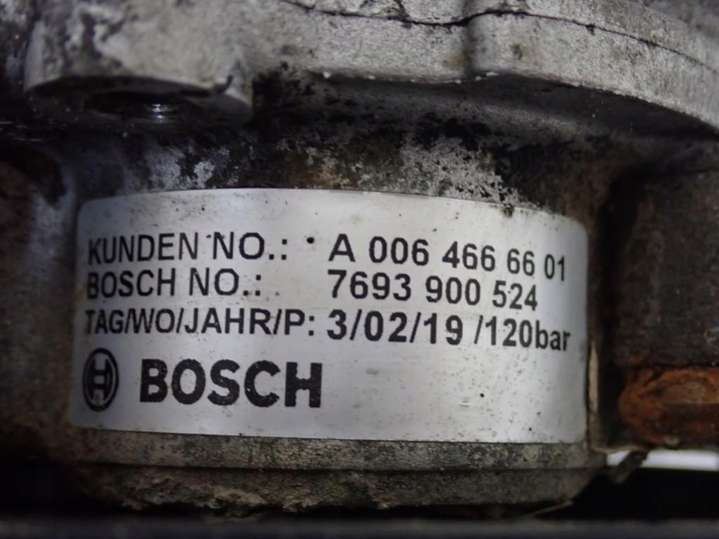 KUNDEN NO.: A 006 466 66 01
BOSCH NO.: 7693 900 524
TAG/WO/JAHR/P: 3/02/19 /120bar
BOSCH